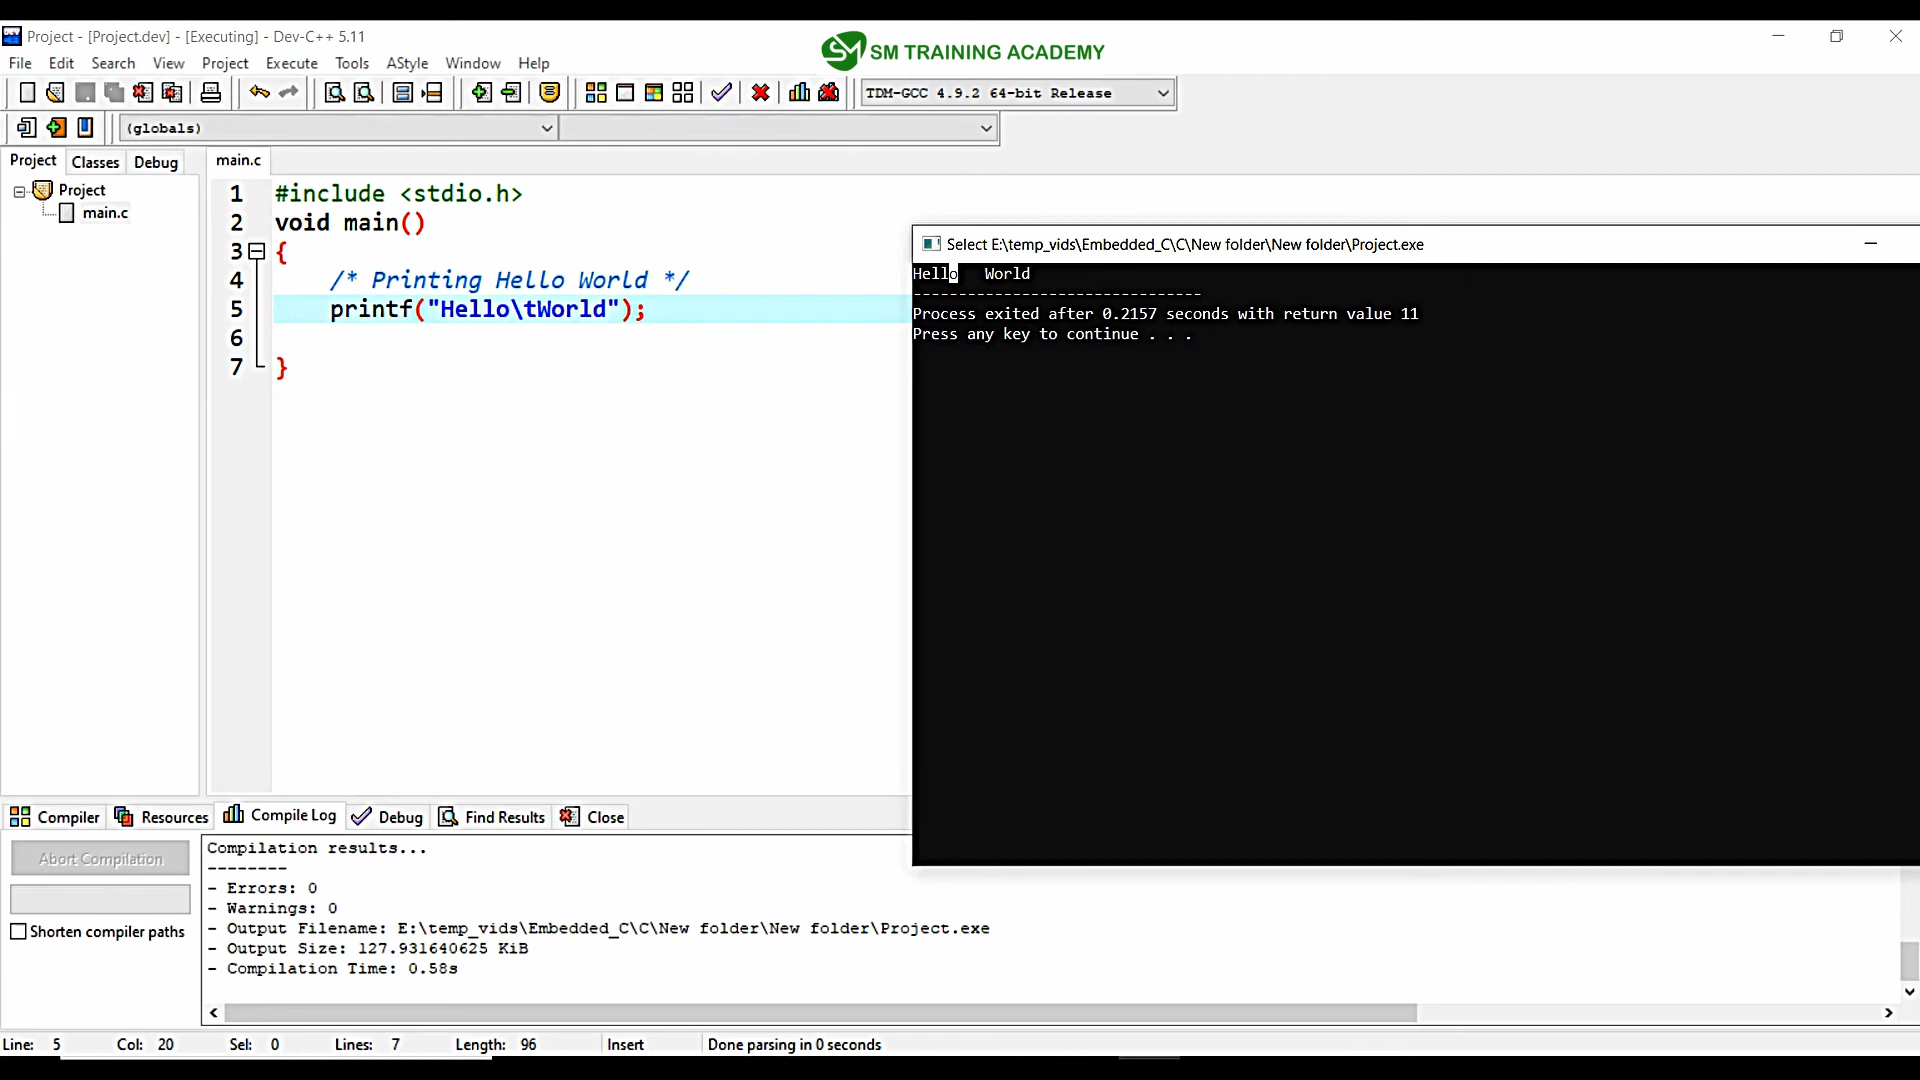 Project - [Project.dev] - [Executing] - Dev-C++ 5.11
SM SM TRAINING ACADEMY
File Edit Search View Project Execute Tools AStyle Window Help
TDM-GCC 4.9.2 64-bit Release
(globals)
Project Classes Debug
main.c
Project
main.c
1 #include <stdio.h>
2 void main()
3 {
4 /* Printing Hello World */
5 printf("Hello\tWorld");
6
7 }
Select E:\temp_vids\Embedded_C\C\New folder\New folder\Project.exe
Hello   World
--------------------------------
Process exited after 0.2157 seconds with return value 11
Press any key to continue . . .
Compiler Resources Compile Log Debug Find Results Close
Abort Compilation
Shorten compiler paths
Compilation results...
--------
- Errors: 0
- Warnings: 0
- Output Filename: E:\temp_vids\Embedded_C\C\New folder\New folder\Project.exe
- Output Size: 127.931640625 KiB
- Compilation Time: 0.58s
Line: 5 Col: 20 Sel: 0 Lines: 7 Length: 96 Insert Done parsing in 0 seconds